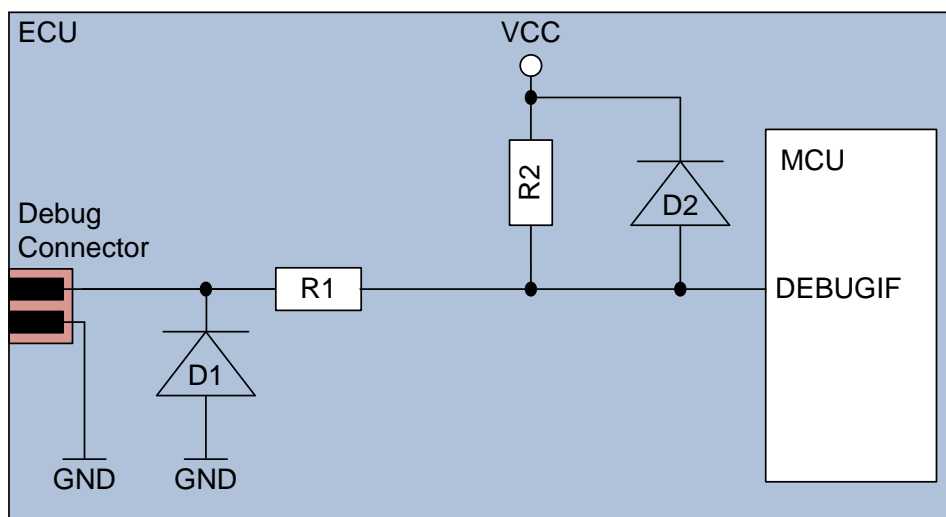 ECU
VCC
R2
D2
MCU
Debug
Connector
R1
DEBUGIF
D1
GND
GND